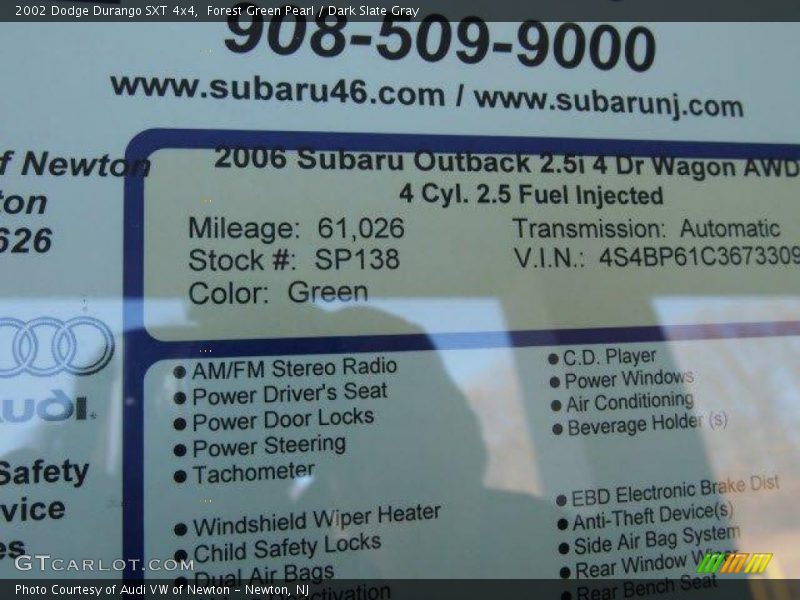 2002 Dodge Durango SXT 4x4, Forest Green Pearl / Dark Slate Gray
908-509-9000
www.subaru46.com / www.subarunj.com
f Newton
ton
626
2006 Subaru Outback 2.5i 4 Dr Wagon AWD
4 Cyl. 2.5 Fuel Injected
Mileage: 61,026
Transmission: Automatic
Stock #: SP138
V.I.N.: 4S4BP61C3673309
Color: Green
Audi
Safety
vice
es
• AM/FM Stereo Radio
• Power Driver's Seat
• Power Door Locks
• Power Steering
• Tachometer
• Windshield Wiper Heater
• Child Safety Locks
• Dual Air Bags
ctivation
• C.D. Player
• Power Windows
• Air Conditioning
• Beverage Holder (s)
• EBD Electronic Brake Dist
• Anti-Theft Device(s)
• Side Air Bag System
• Rear Window
• Rear Bench Seat
GTCARLOT.COM
Photo Courtesy of Audi VW of Newton - Newton, NJ